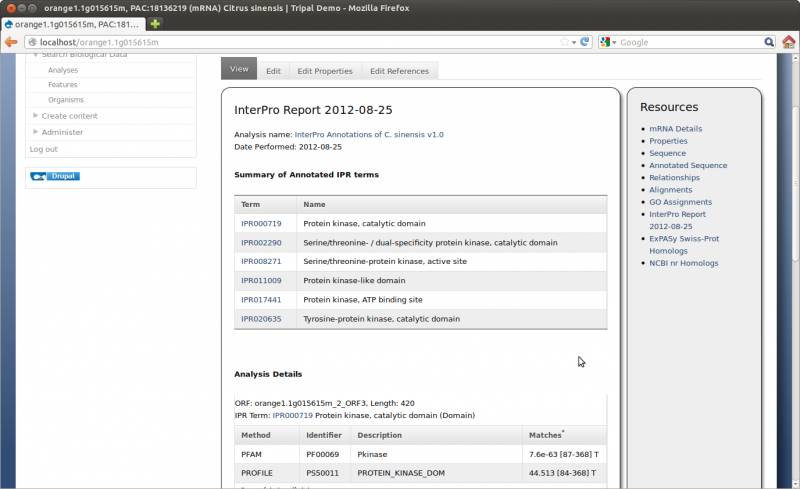 orange1.1g015615m, PAC:18136219 (mRNA) Citrus sinensis | Tripal Demo - Mozilla Firefox
orange1.1g015615m, PAC:181...
localhost/orange1.1g015615m
Google
Search Biological Data
Analyses
Features
Organisms
Create content
Administer
Log out
Drupal
View
Edit
Edit Properties
Edit References
InterPro Report 2012-08-25
Analysis name: InterPro Annotations of C. sinensis v1.0
Date Performed: 2012-08-25
Summary of Annotated IPR terms
Term Name
IPR000719 Protein kinase, catalytic domain
IPR002290 Serine/threonine- / dual-specificity protein kinase, catalytic domain
IPR008271 Serine/threonine-protein kinase, active site
IPR011009 Protein kinase-like domain
IPR017441 Protein kinase, ATP binding site
IPR020635 Tyrosine-protein kinase, catalytic domain
Analysis Details
ORF: orange1.1g015615m_2_ORF3, Length: 420
IPR Term: IPR000719 Protein kinase, catalytic domain (Domain)
Method Identifier Description Matches*
PFAM PF00069 Pkinase 7.6e-63 [87-368] T
PROFILE PS50011 PROTEIN_KINASE_DOM 44.513 [84-368] T
Resources
mRNA Details
Properties
Sequence
Annotated Sequence
Relationships
Alignments
GO Assignments
InterPro Report
2012-08-25
ExPASy Swiss-Prot
Homologs
NCBI nr Homologs